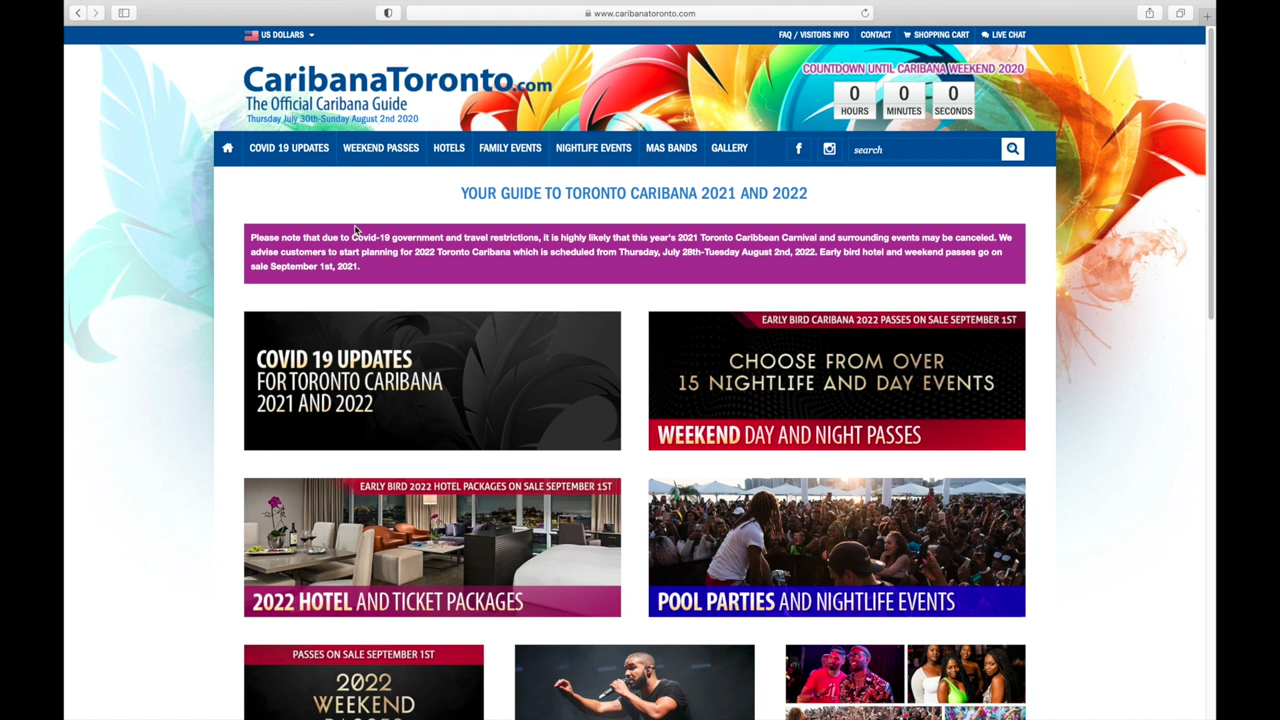 www.caribanatoronto.com
US DOLLARS
FAQ / VISITORS INFO
CONTACT
SHOPPING CART
LIVE CHAT
CaribanaToronto.com
The Official Caribana Guide
Thursday July 30th-Sunday August 2nd 2020
COUNTDOWN UNTIL CARIBANA WEEKEND 2020
0 0 0
HOURS MINUTES SECONDS
COVID 19 UPDATES WEEKEND PASSES HOTELS FAMILY EVENTS NIGHTLIFE EVENTS MAS BANDS GALLERY search
YOUR GUIDE TO TORONTO CARIBANA 2021 AND 2022
Please note that due to Covid-19 government and travel restrictions, it is highly likely that this year's 2021 Toronto Caribbean Carnival and surrounding events may be canceled. We
advise customers to start planning for 2022 Toronto Caribana which is scheduled from Thursday, July 28th-Tuesday August 2nd, 2022. Early bird hotel and weekend passes go on
sale September 1st, 2021.
COVID 19 UPDATES
FOR TORONTO CARIBANA
2021 AND 2022
EARLY BIRD CARIBANA 2022 PASSES ON SALE SEPTEMBER 1ST
CHOOSE FROM OVER
15 NIGHTLIFE AND DAY EVENTS
WEEKEND DAY AND NIGHT PASSES
EARLY BIRD 2022 HOTEL PACKAGES ON SALE SEPTEMBER 1ST
2022 HOTEL AND TICKET PACKAGES
POOL PARTIES AND NIGHTLIFE EVENTS
PASSES ON SALE SEPTEMBER 1ST
2022
WEEKEND
PASSES